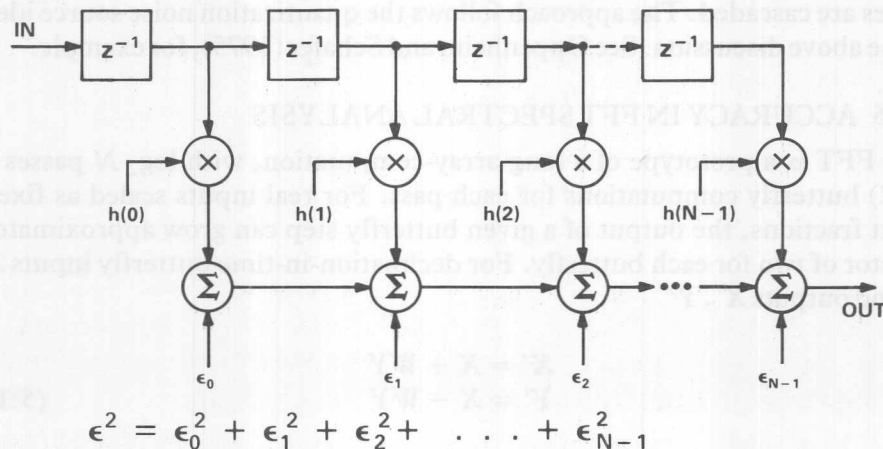 IN
z⁻¹ z⁻¹ z⁻¹ z⁻¹
× × × ×
h(0) h(1) h(2) h(N−1)
Σ Σ Σ •••• Σ
OUT
ϵ₀ ϵ₁ ϵ₂ ϵ_{N−1}
ϵ² = ϵ₀² + ϵ₁² + ϵ₂² + . . . + ϵ²_{N−1}